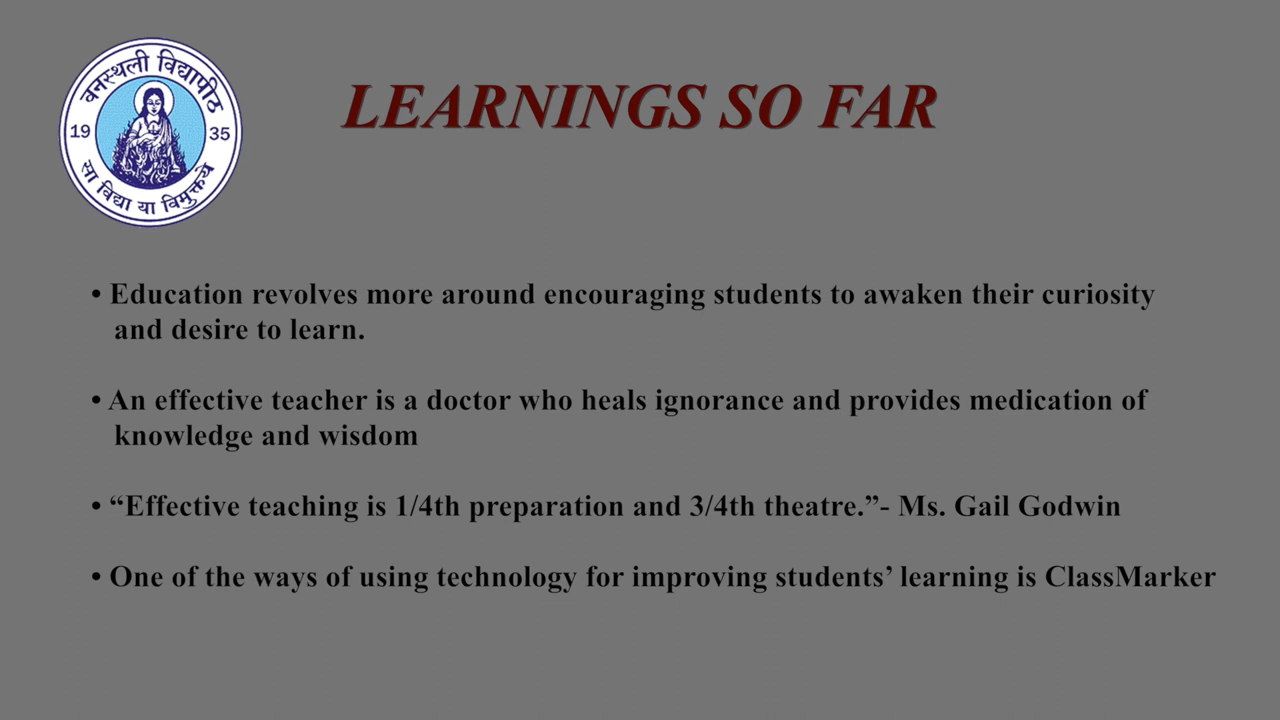 वनस्थली विद्यापीठ
19 35
सा विद्या या विमुक्तये
LEARNINGS SO FAR
• Education revolves more around encouraging students to awaken their curiosity
and desire to learn.
• An effective teacher is a doctor who heals ignorance and provides medication of
knowledge and wisdom
• “Effective teaching is 1/4th preparation and 3/4th theatre.”- Ms. Gail Godwin
• One of the ways of using technology for improving students’ learning is ClassMarker